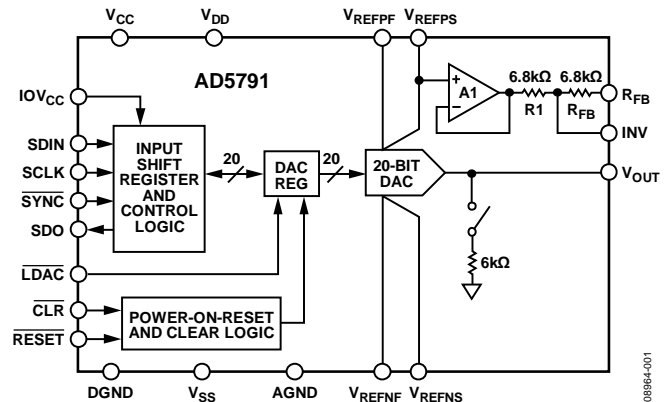 VCC
VDD
VREFPF
VREFPS
AD5791
IOVCC
SDIN
SCLK
SYNC
SDO
LDAC
CLR
RESET
INPUT
SHIFT
REGISTER
AND
CONTROL
LOGIC
20
DAC
REG
20
20-BIT
DAC
A1
+
–
6.8kΩ
R1
6.8kΩ
RFB
RFB
INV
VOUT
6kΩ
POWER-ON-RESET
AND CLEAR LOGIC
DGND
VSS
AGND
VREFNF
VREFNS
08964-001